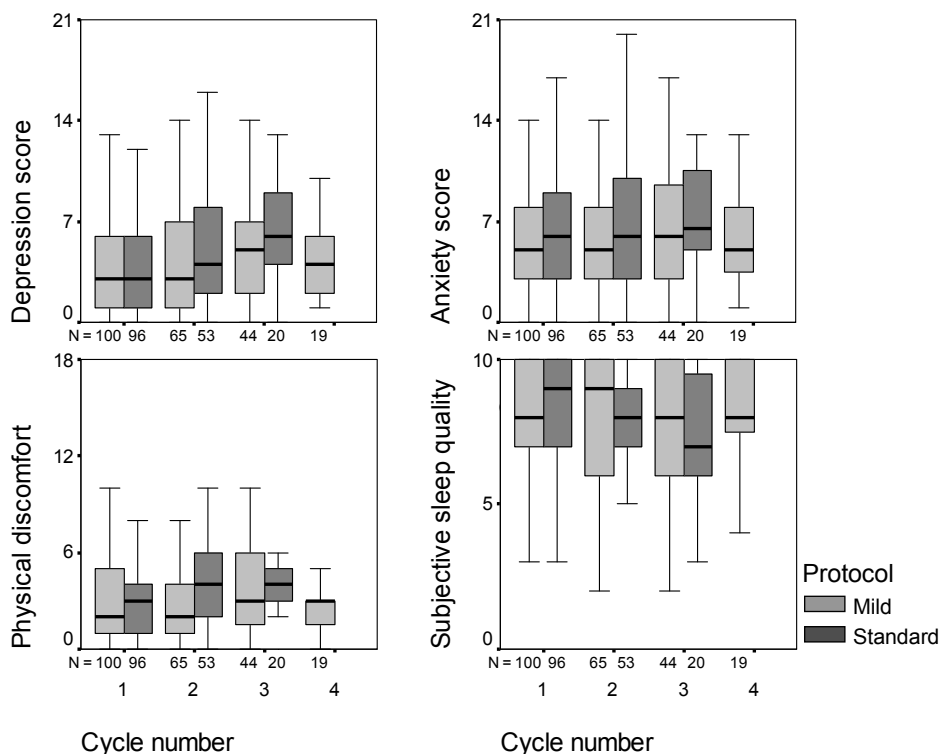 Depression score
21
14
7
0
N = 100 96 65 53 44 20 19
Anxiety score
21
14
7
0
N = 100 96 65 53 44 20 19
Physical discomfort
18
12
6
0
N = 100 96 65 53 44 20 19
1 2 3 4
Cycle number
Subjective sleep quality
10
5
0
N = 100 96 65 53 44 20 19
1 2 3 4
Cycle number
Protocol
Mild
Standard